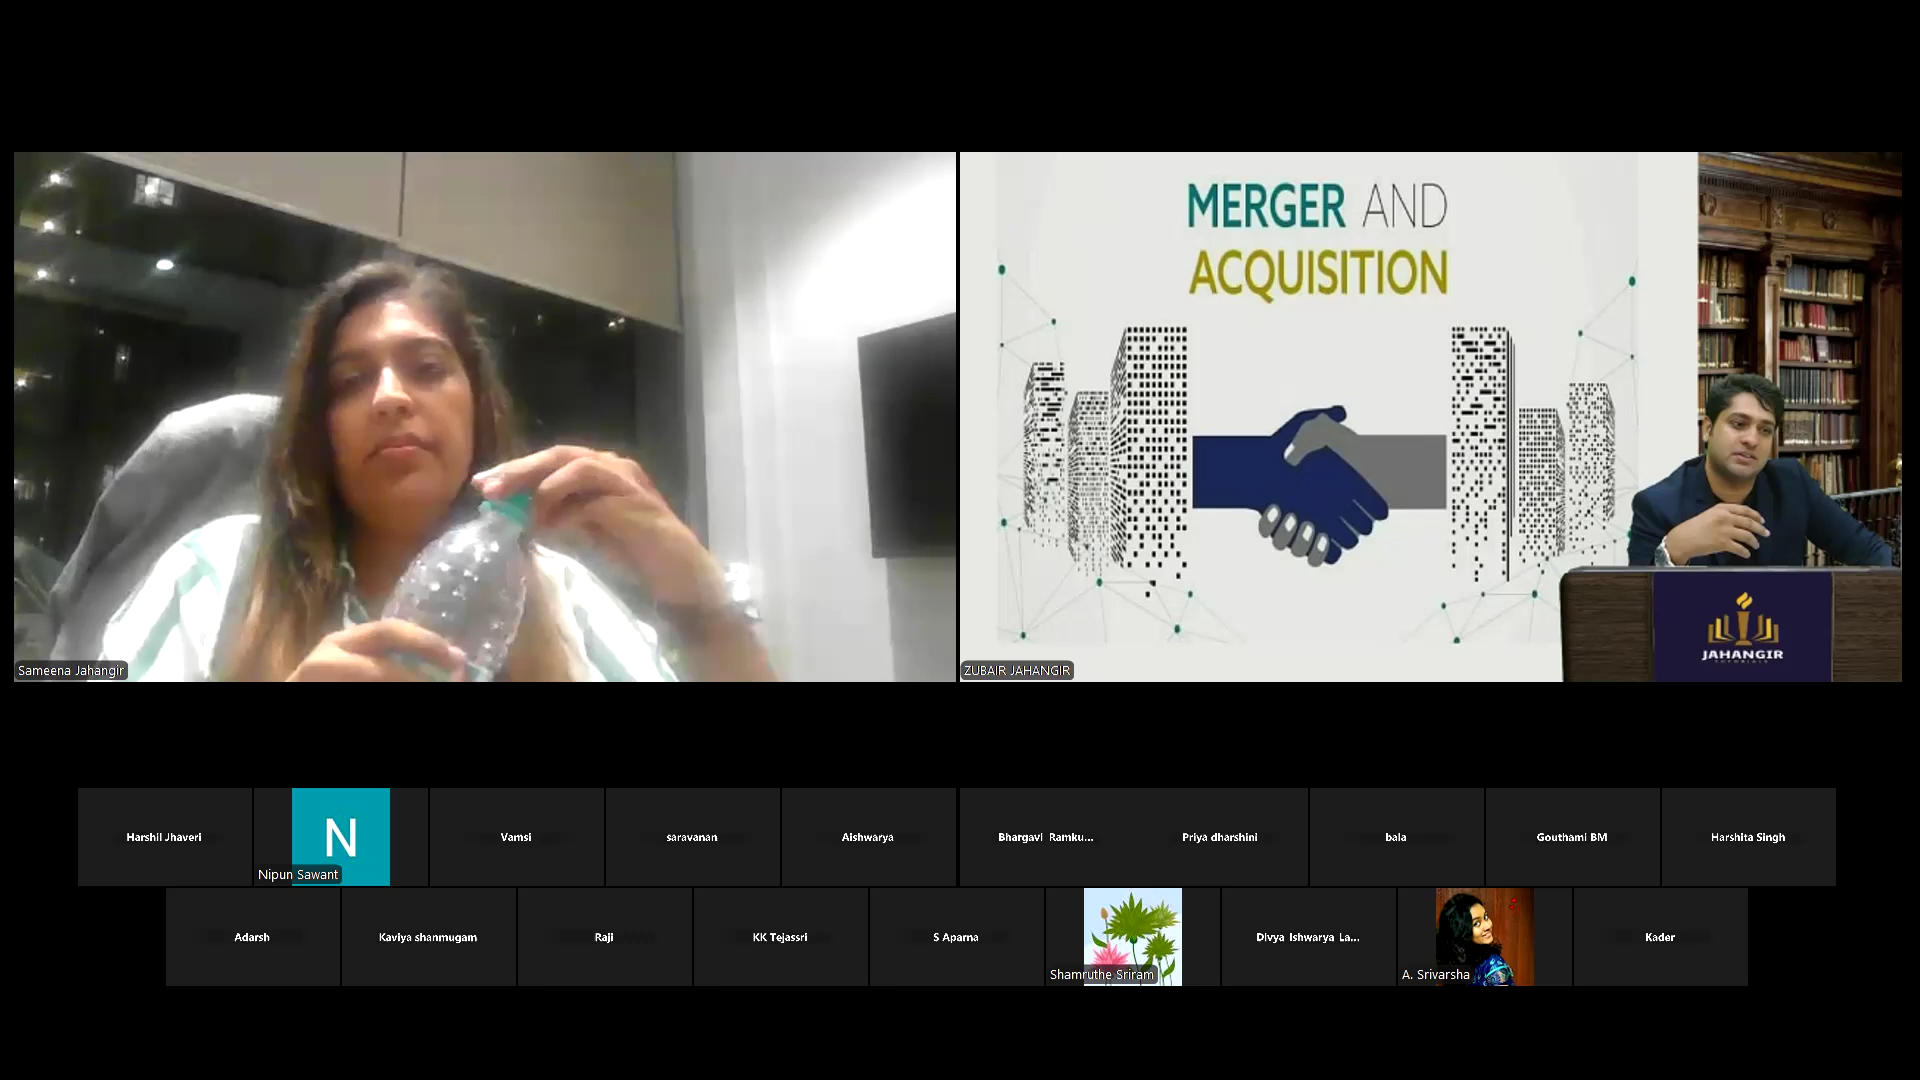 MERGER AND
ACQUISITION
JAHANGIR
TUTORIALS
Sameena Jahangir
ZUBAIR JAHANGIR
Harshil Jhaveri
N
Nipun Sawant
Vamsi
saravanan
Aishwarya
Bhargavi Ramku...
Priya dharshini
bala
Gouthami BM
Harshita Singh
Adarsh
Kaviya shanmugam
Raji
KK Tejassri
S Aparna
Shamruthe Sriram
Divya Ishwarya La...
A. Srivarsha
Kader